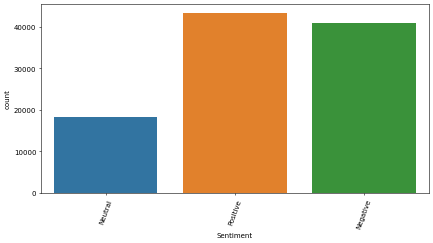 40000
30000
20000
10000
0
count
Neutral
Positive
Negative
Sentiment